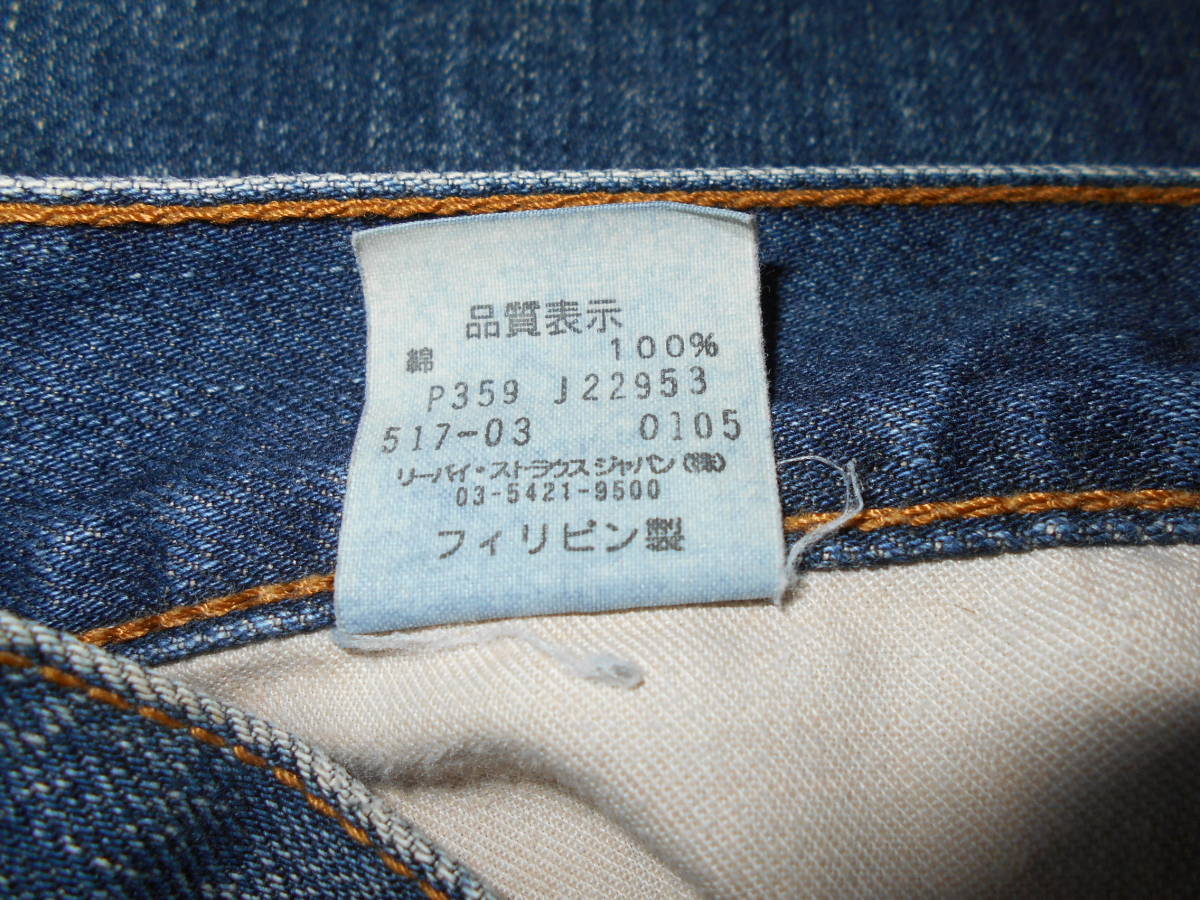 品質表示
綿 100%
P359 J22953
517-03 0105
リーバイ・ストラウスジャパン(株)
03-5421-9500
フィリピン製